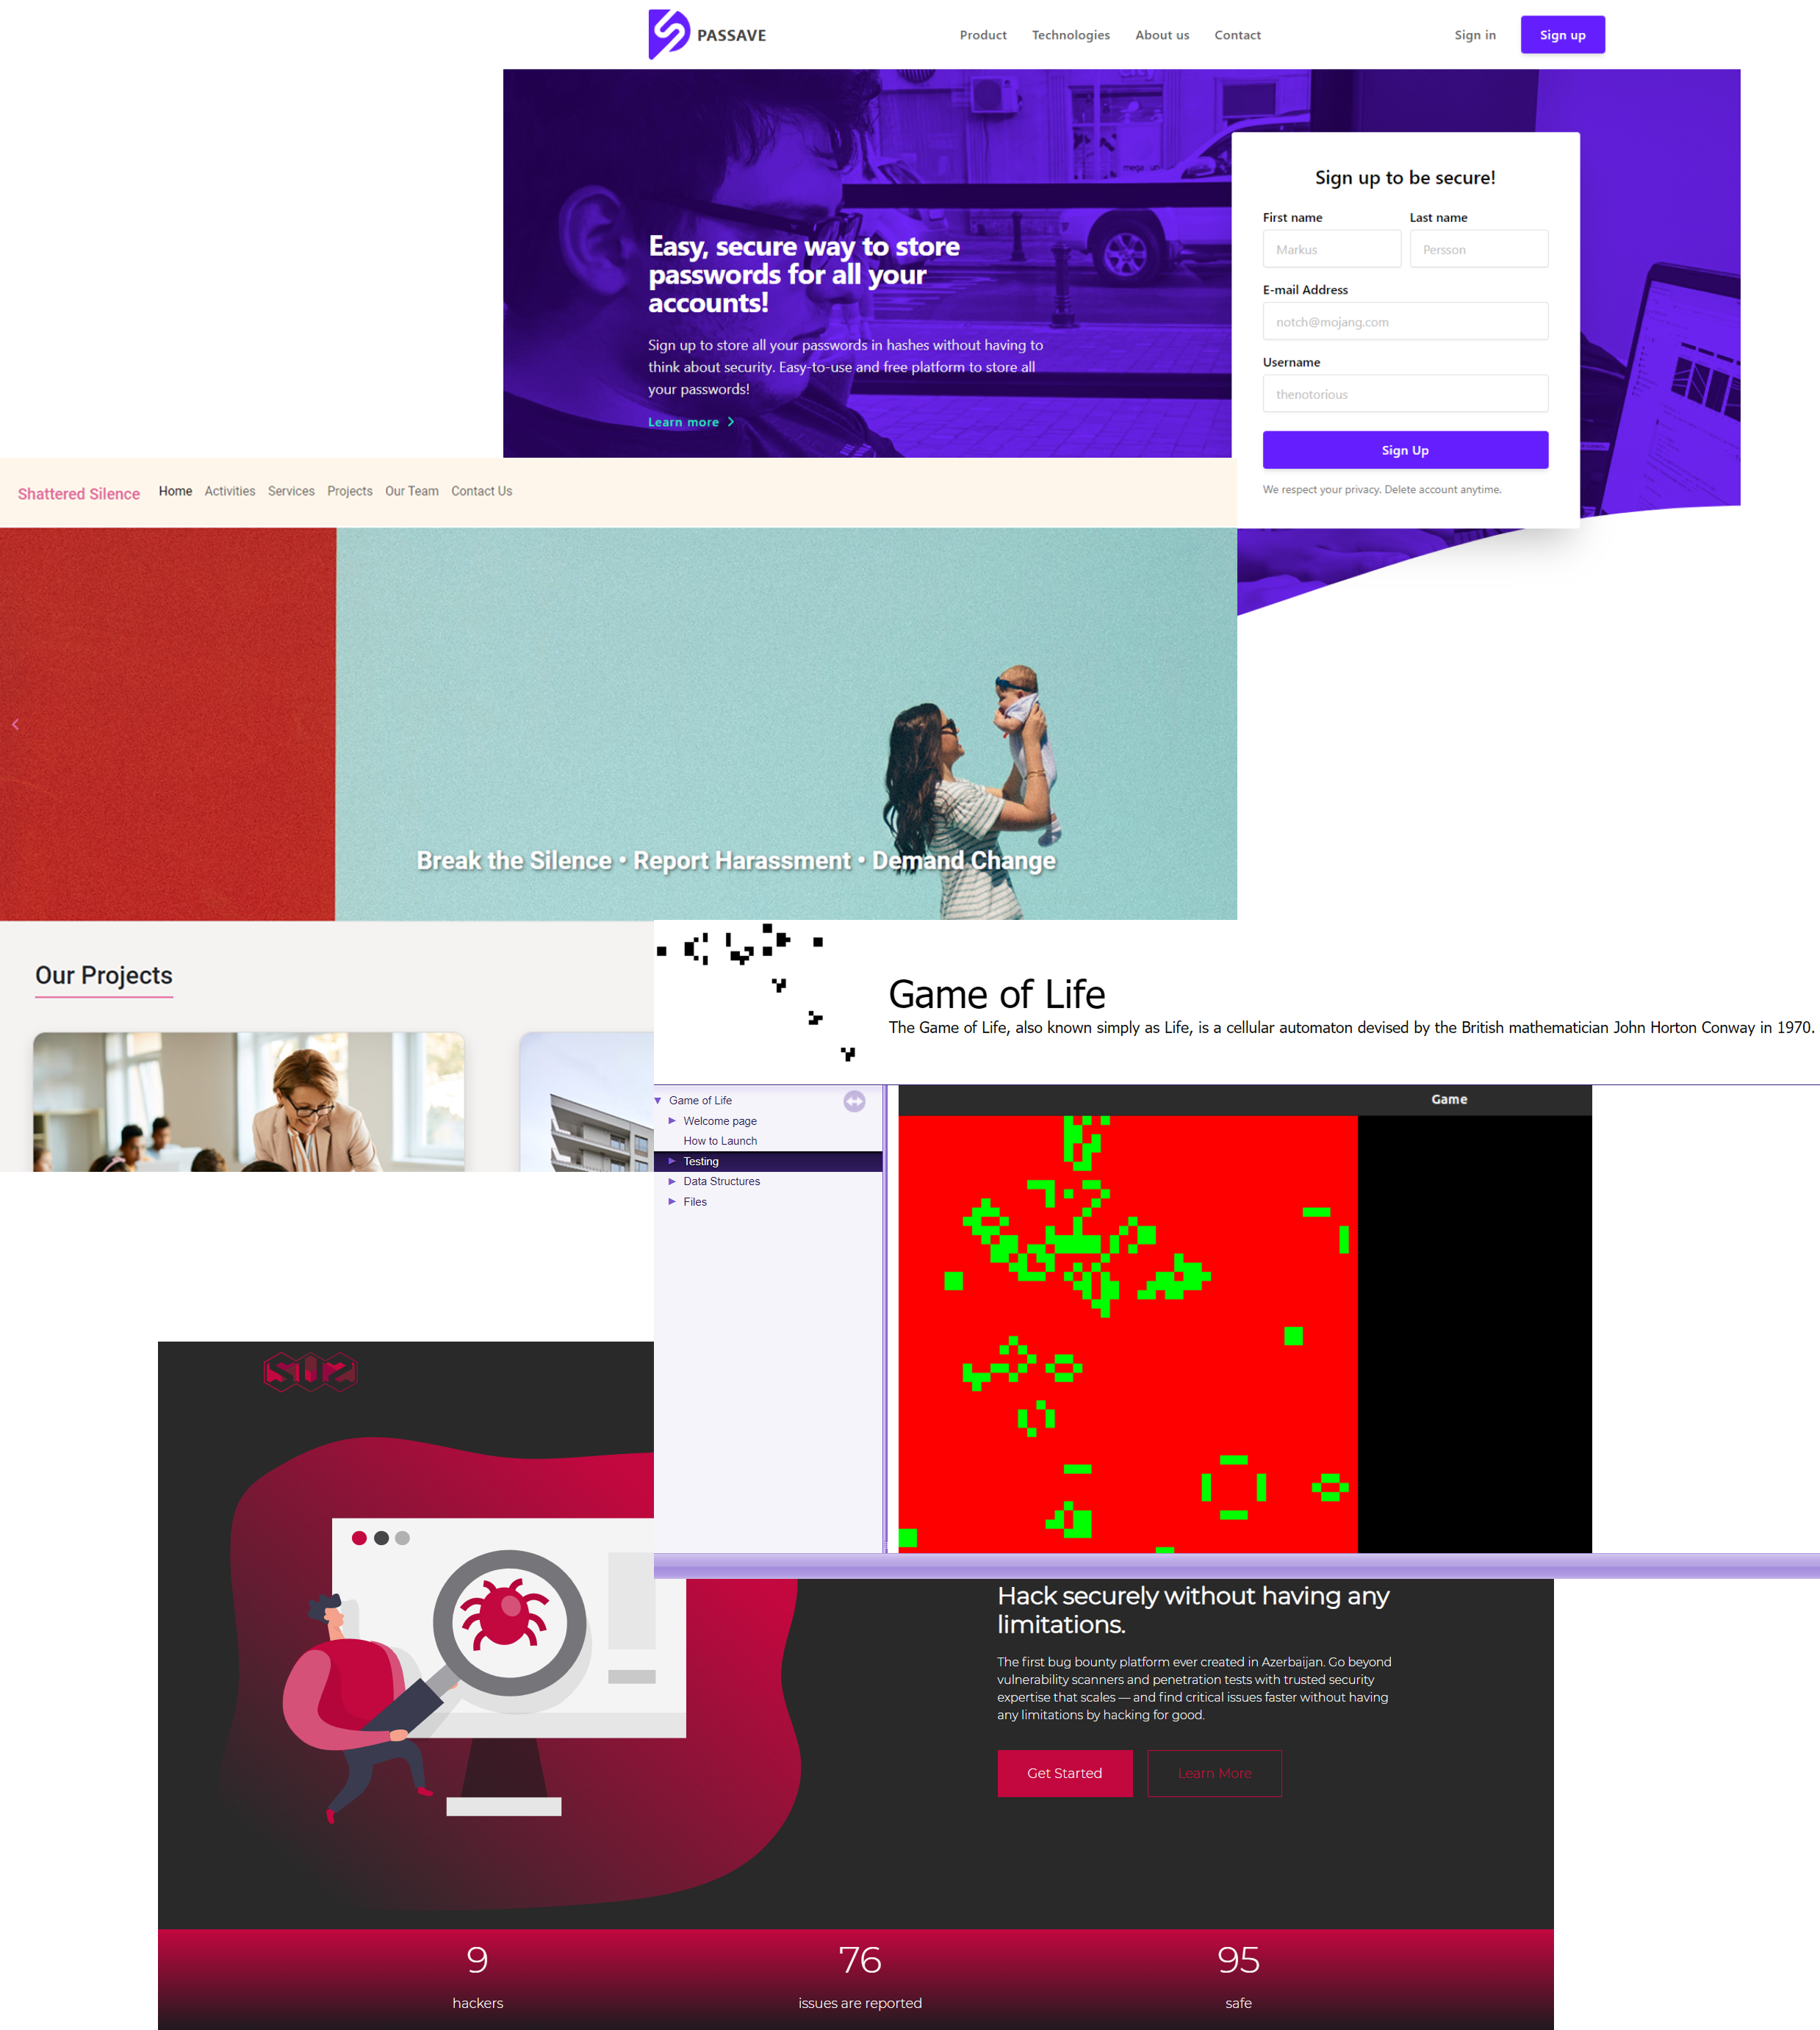 PASSAVE
Product Technologies About us Contact
Sign in Sign up
Easy, secure way to store
passwords for all your
accounts!
Sign up to store all your passwords in hashes without having to
think about security. Easy-to-use and free platform to store all
your passwords!
Learn more
Sign up to be secure!
First name Last name
Markus Persson
E-mail Address
notch@mojang.com
Username
thenotorious
Sign Up
We respect your privacy. Delete account anytime.
Shattered Silence Home Activities Services Projects Our Team Contact Us
Break the Silence • Report Harassment • Demand Change
Our Projects
Game of Life
The Game of Life, also known simply as Life, is a cellular automaton devised by the British mathematician John Horton Conway in 1970.
Game of Life
Welcome page
How to Launch
Testing
Data Structures
Files
Game
Hack securely without having any
limitations.
The first bug bounty platform ever created in Azerbaijan. Go beyond
vulnerability scanners and penetration tests with trusted security
expertise that scales — and find critical issues faster without having
any limitations by hacking for good.
Get Started Learn More
9 76 95
hackers issues are reported safe